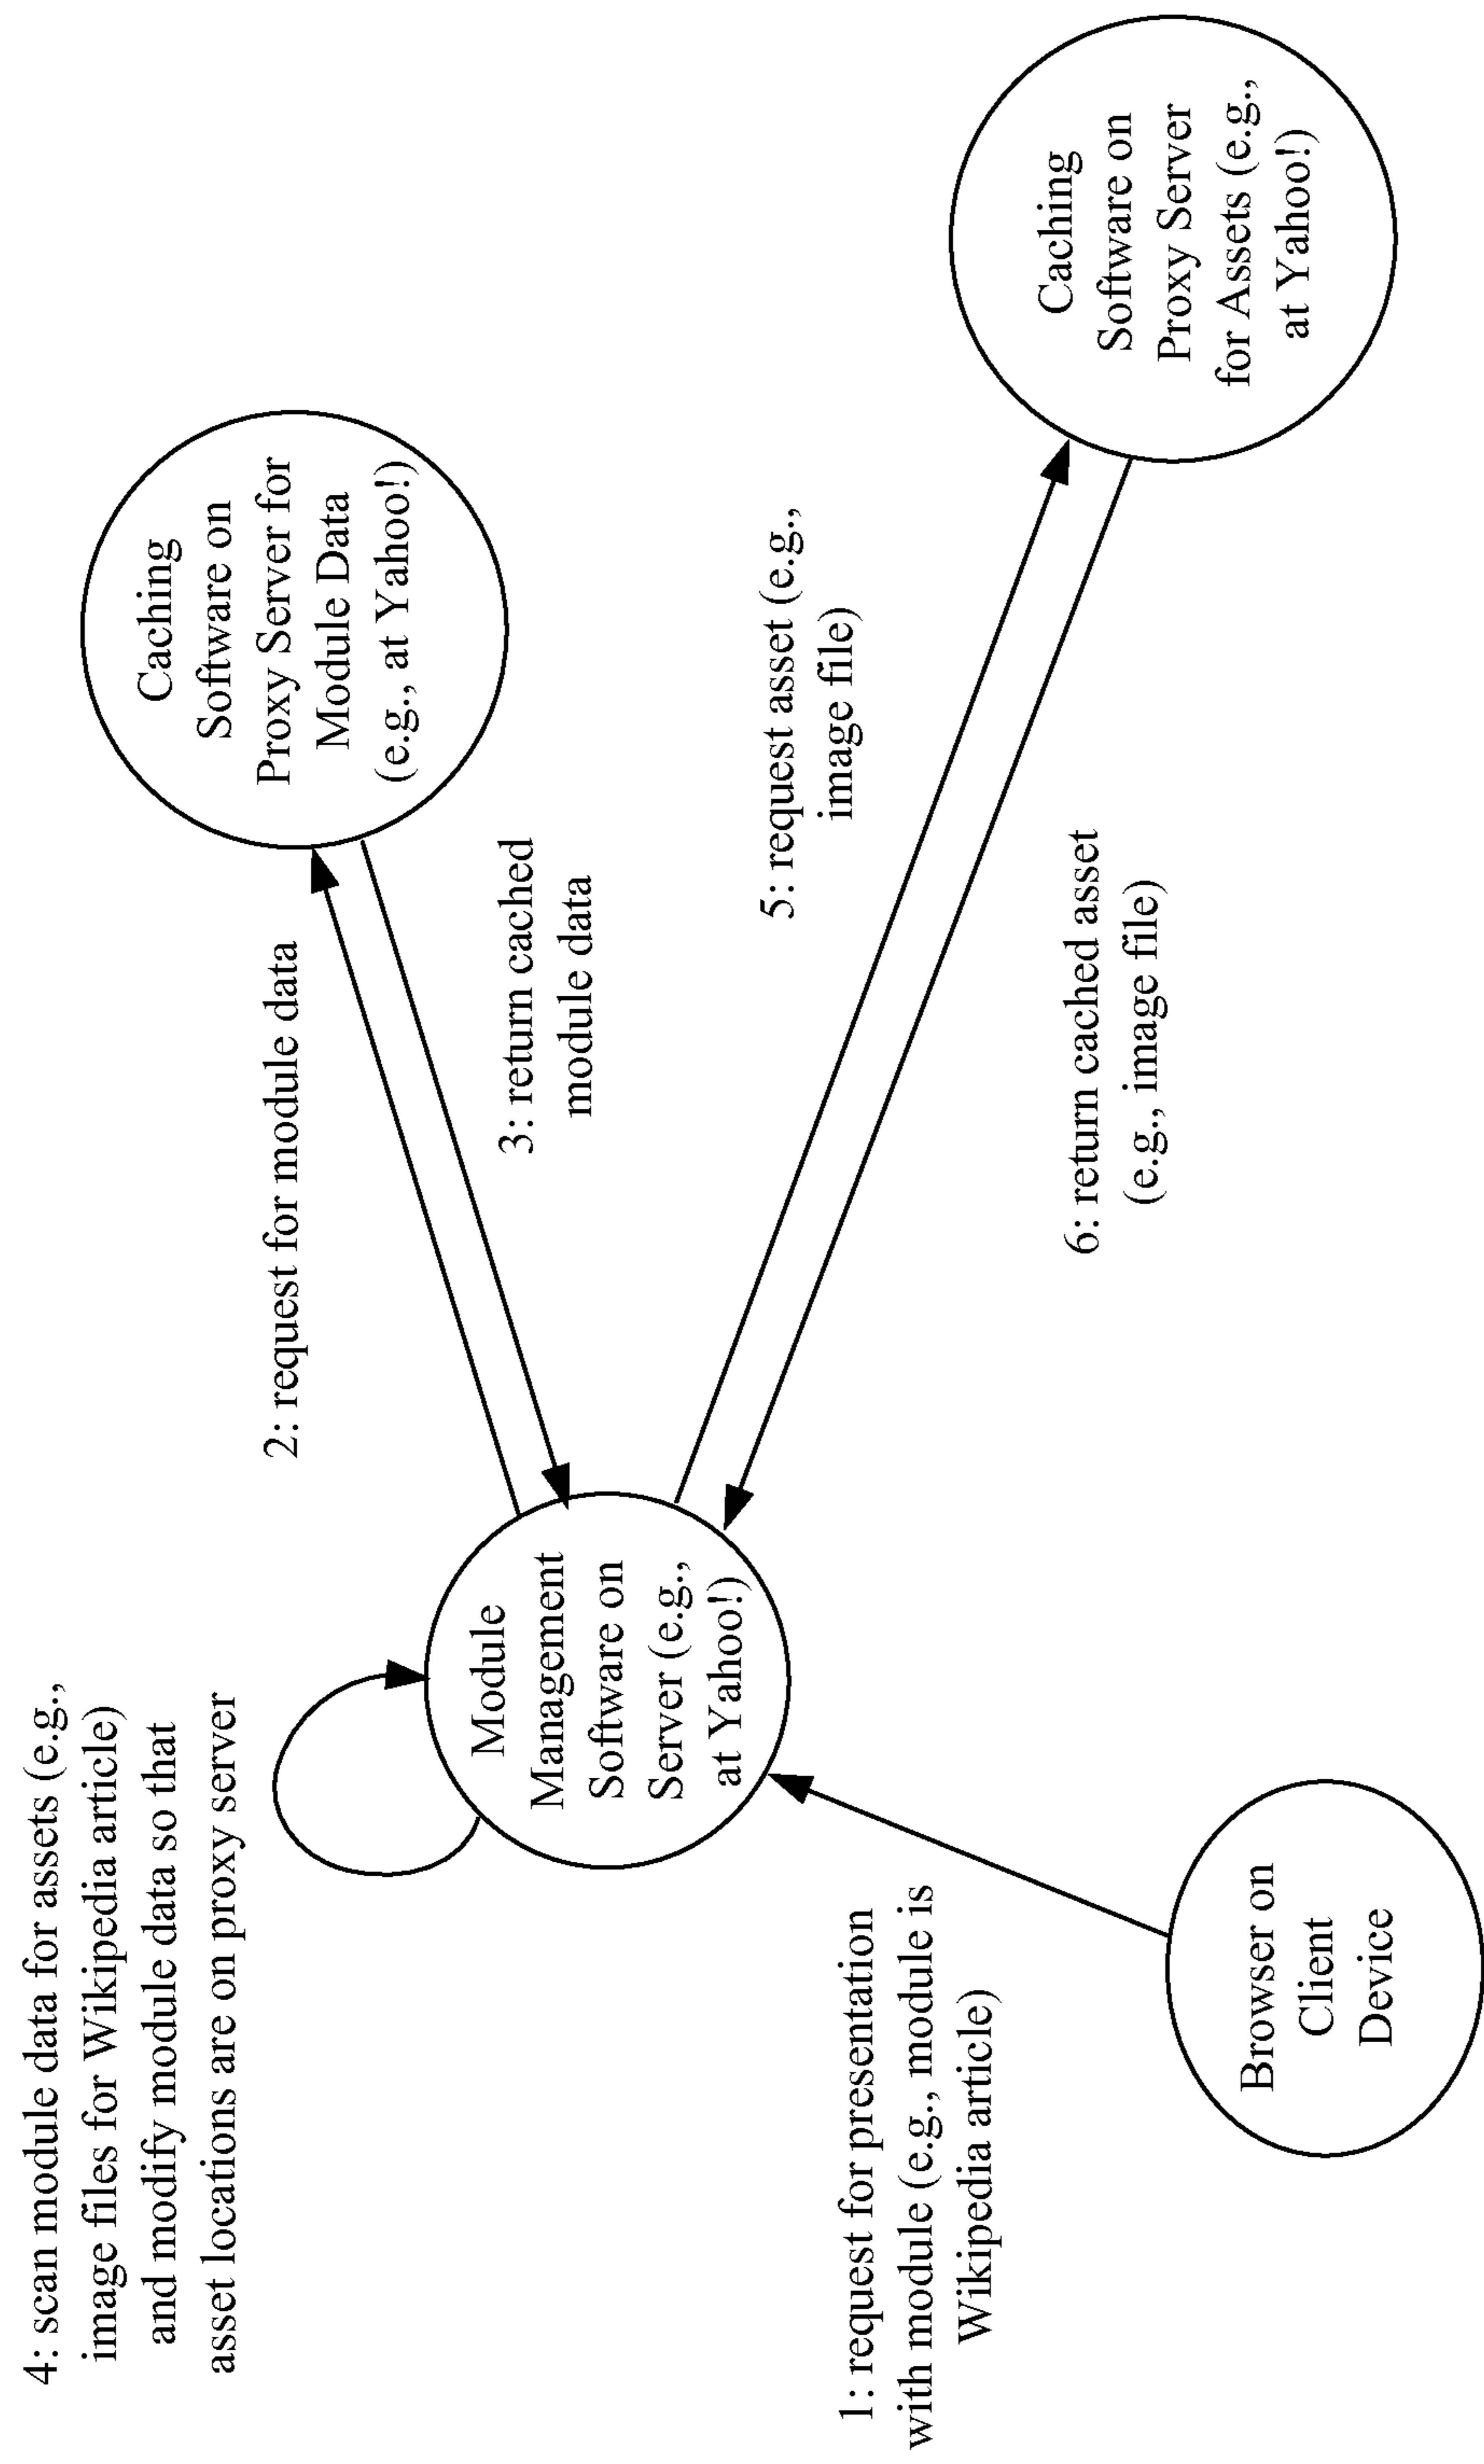 4: scan module data for assets (e.g.,
image files for Wikipedia article)
and modify module data so that
asset locations are on proxy server
2: request for module data
Caching
Software on
Proxy Server for
Module Data
(e.g., at Yahoo!)
3: return cached
module data
Module
Management
Software on
Server (e.g.,
at Yahoo!)
5: request asset (e.g.,
image file)
1: request for presentation
with module (e.g., module is
Wikipedia article)
6: return cached asset
(e.g., image file)
Caching
Software on
Proxy Server
for Assets (e.g.,
at Yahoo!)
Browser on
Client
Device